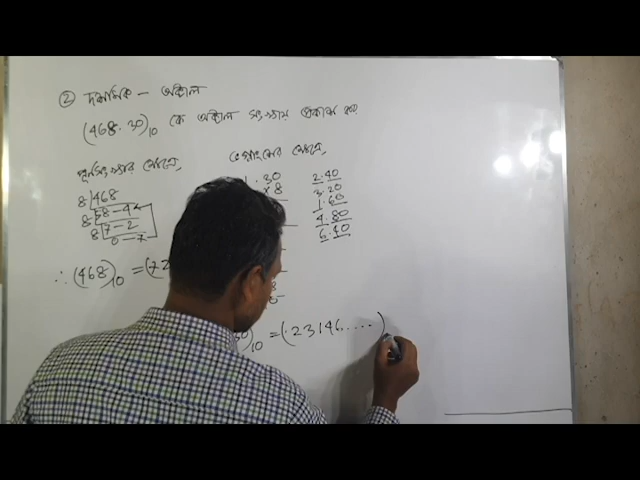 ② দশমিক - অক্টাল
(468.30)₁₀ কে অক্টাল সংখ্যায় প্রকাশ কর
পূর্ণসংখ্যার ক্ষেত্রে,
8|468
8|58-4
8|7-2
0-7
∴ (468)₁₀ = (72
ভগ্নাংশের ক্ষেত্রে,
.30
×8
2.40
3.20
1.60
4.80
6.40
)₁₀ = (.23146....)